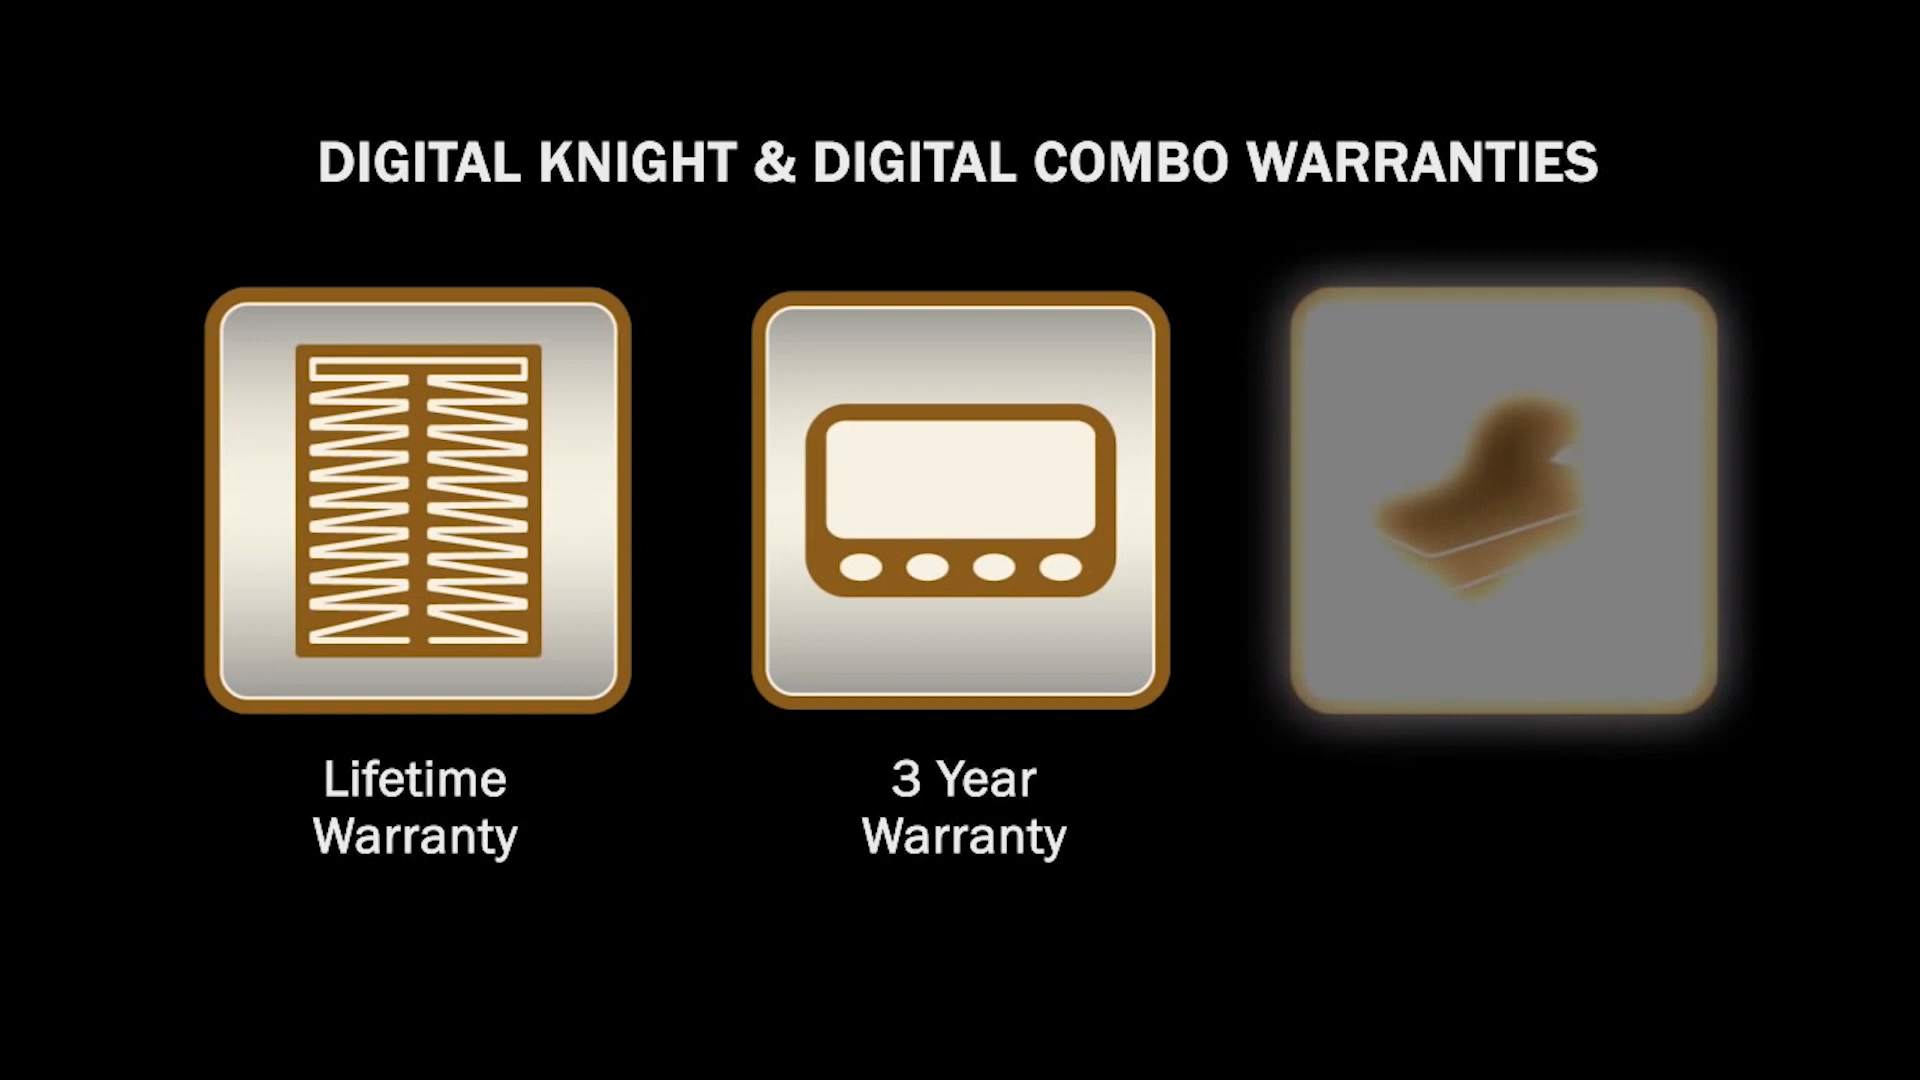 DIGITAL KNIGHT & DIGITAL COMBO WARRANTIES
Lifetime
Warranty
3 Year
Warranty